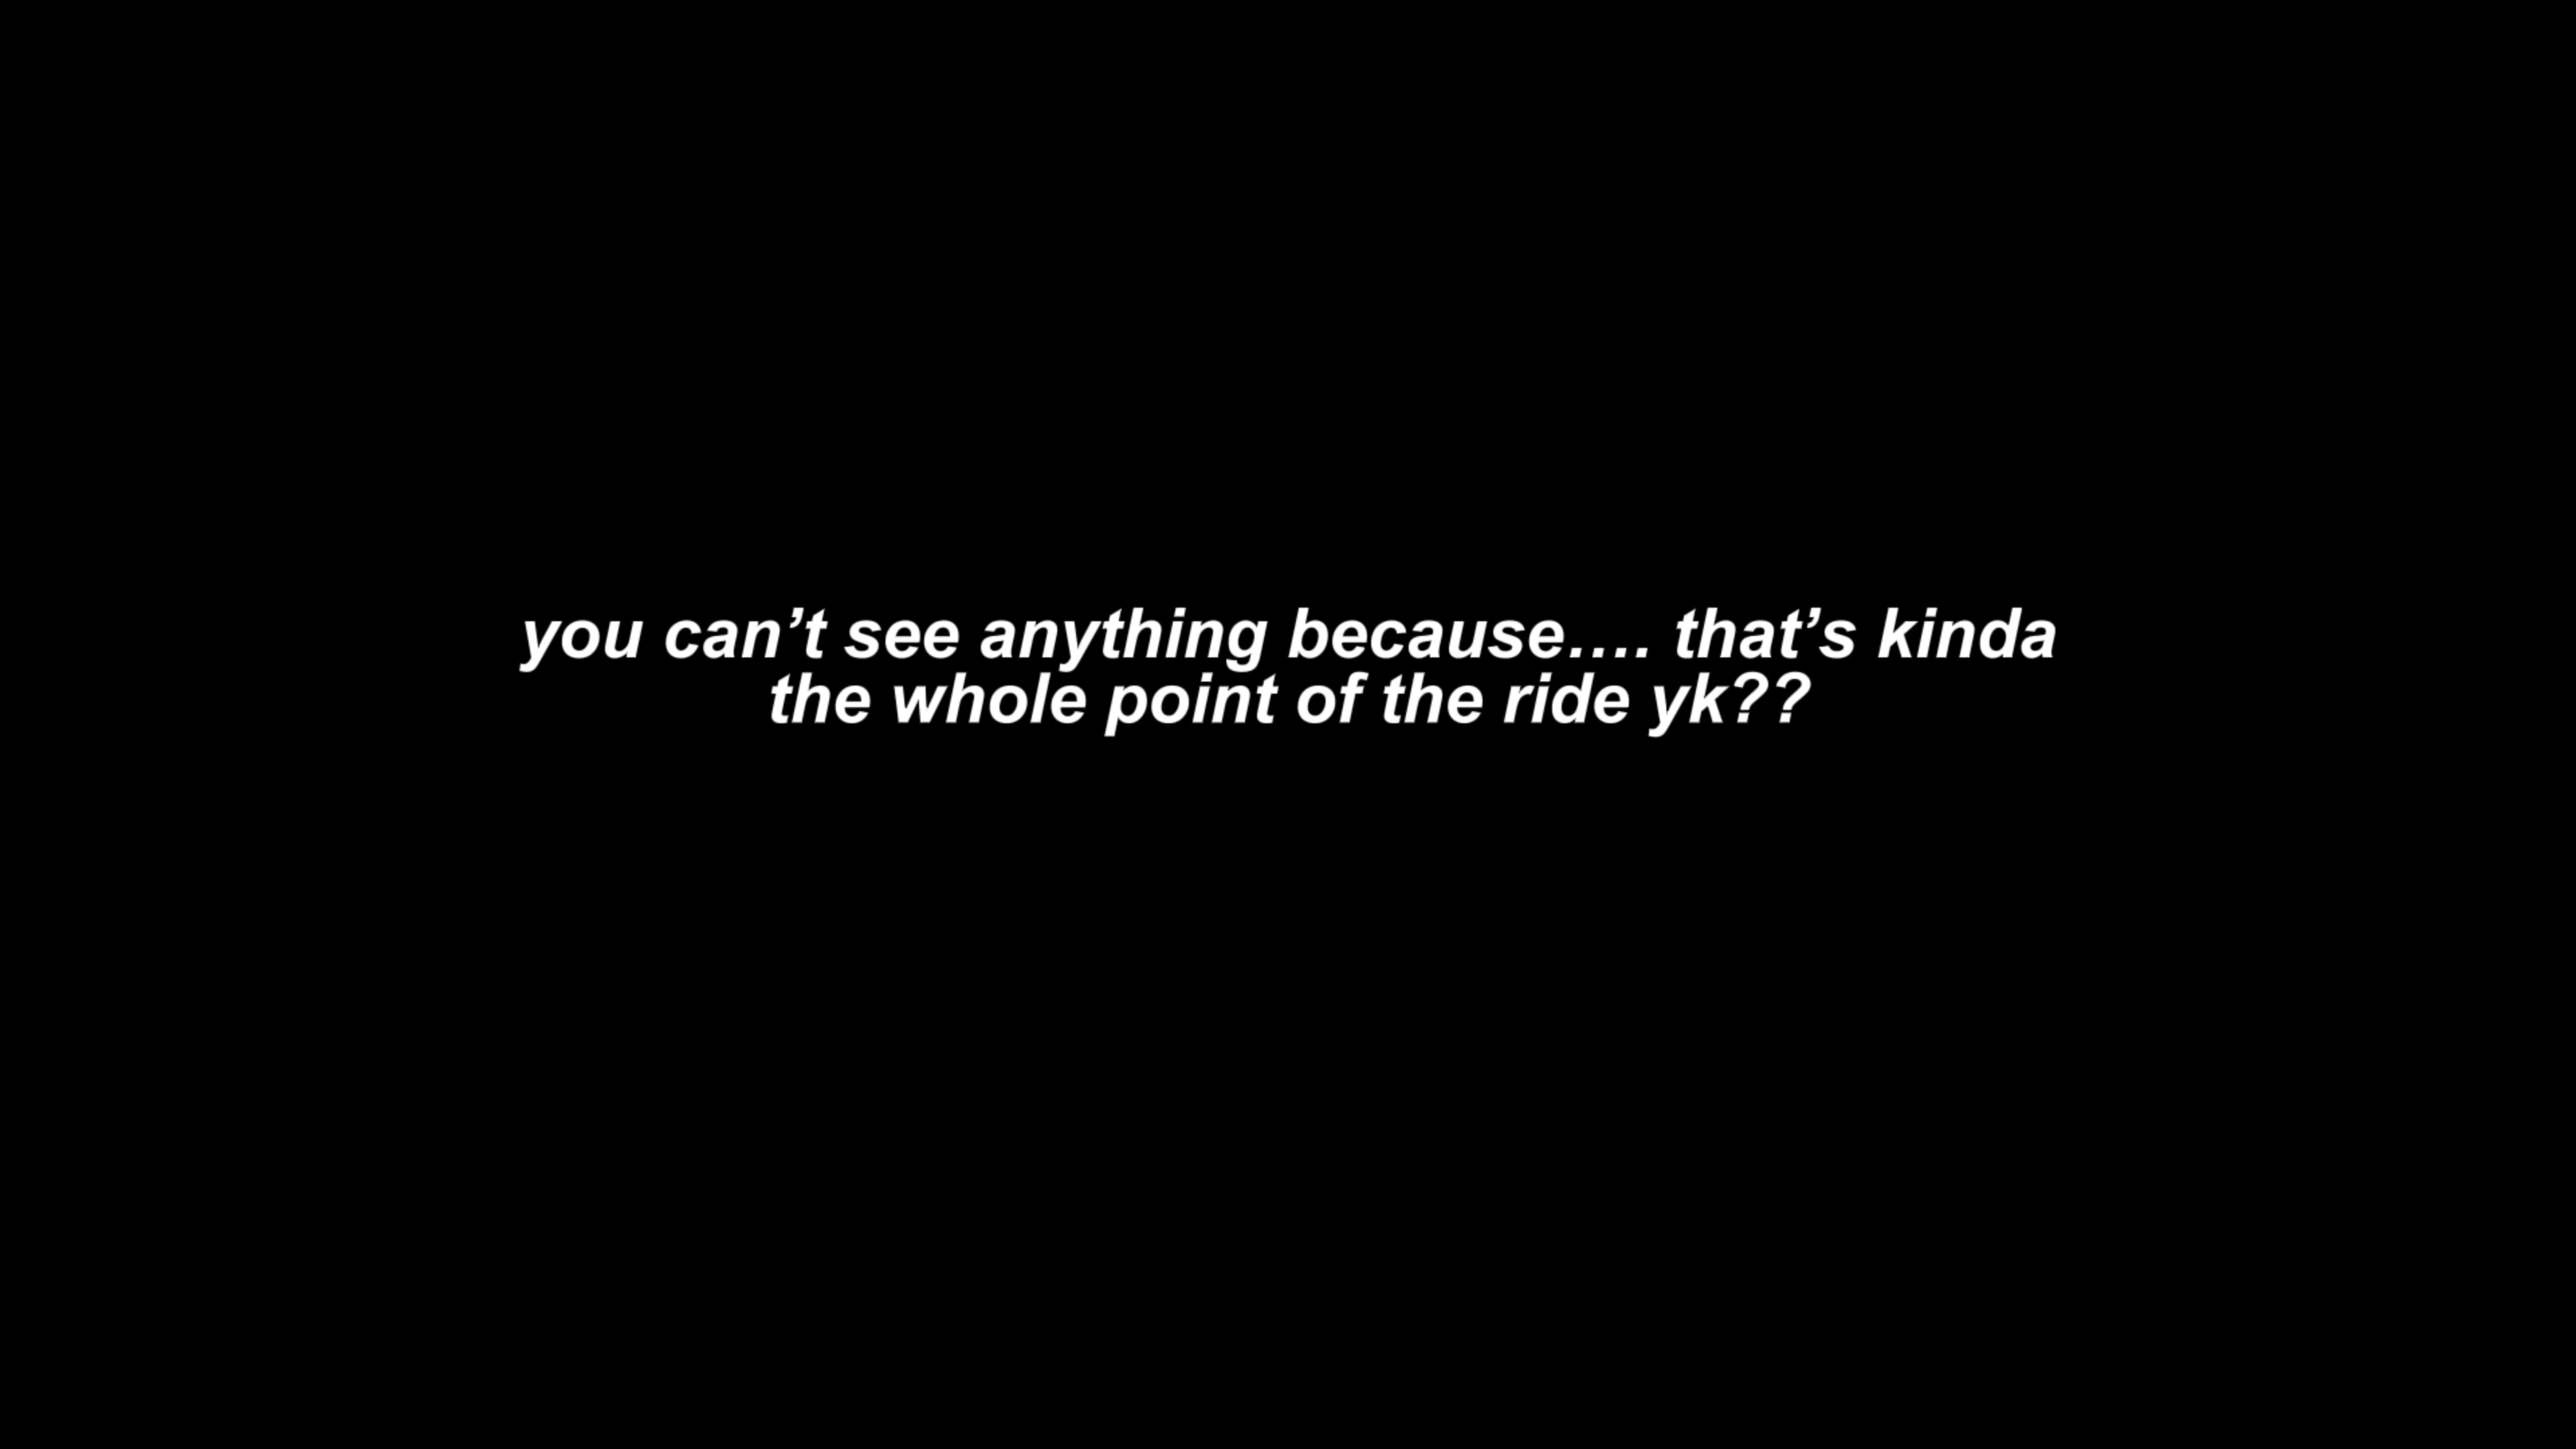 you can’t see anything because.... that’s kinda
the whole point of the ride yk??